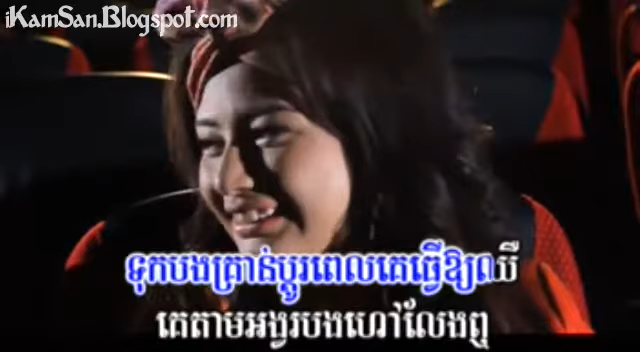 iKamSan.Blogspot.com
ទុកបងគ្រាន់ប្ដូរពេលគេធ្វើឱ្យឈឺ
គេតាមអង្វរបងហៅលែងឮ